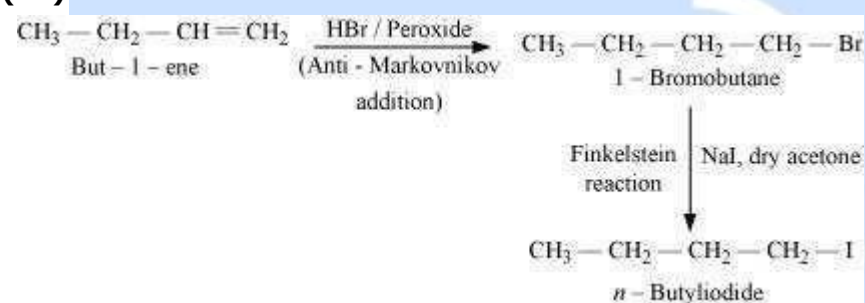 CH₃ — CH₂ — CH = CH₂
But – 1 – ene
HBr / Peroxide
(Anti - Markovnikov
addition)
CH₃ — CH₂ — CH₂ — CH₂ — Br
1 – Bromobutane
Finkelstein
reaction
NaI, dry acetone
CH₃ — CH₂ — CH₂ — CH₂ — I
n – Butyliodide